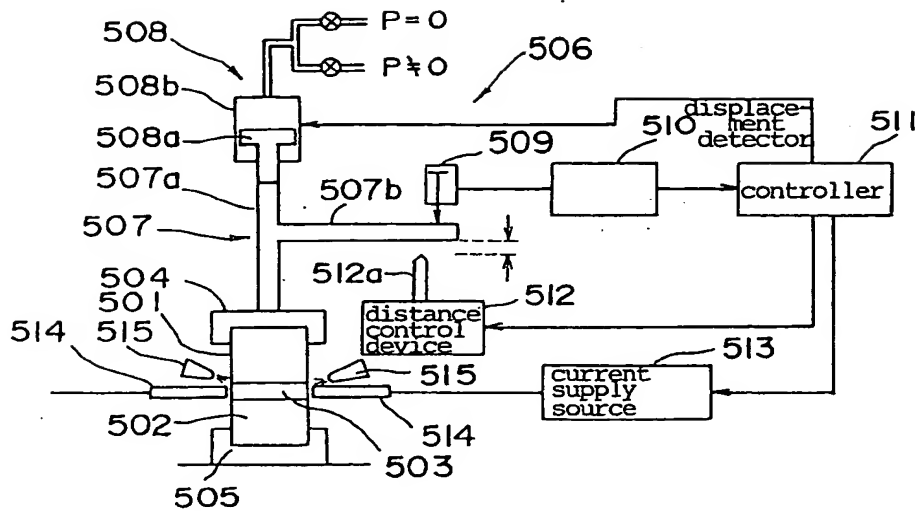 P=0
508
P≠0
506
508b
displace-
ment
detector
508a
510
511
509
507a
507b
controller
507
512a
504
512
501
distance
control
device
514
515
513
515
current
supply
source
502
514
503
505